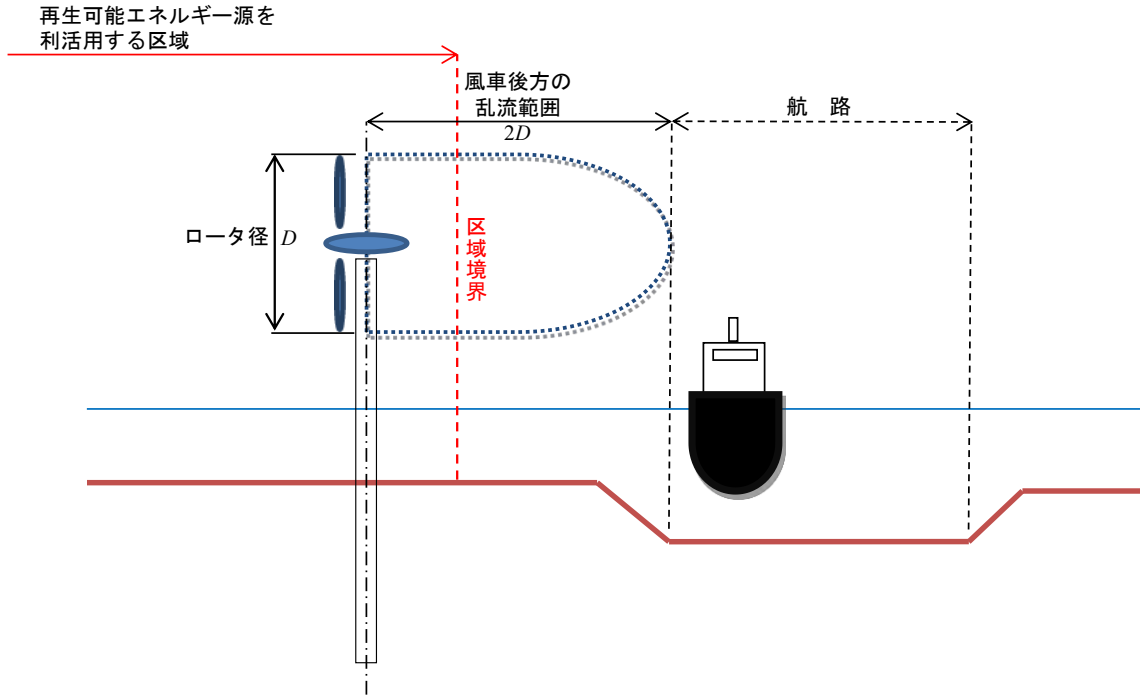 再生可能エネルギー源を
利活用する区域
風車後方の
乱流範囲
2D
航　路
ロータ径 D
区域境界